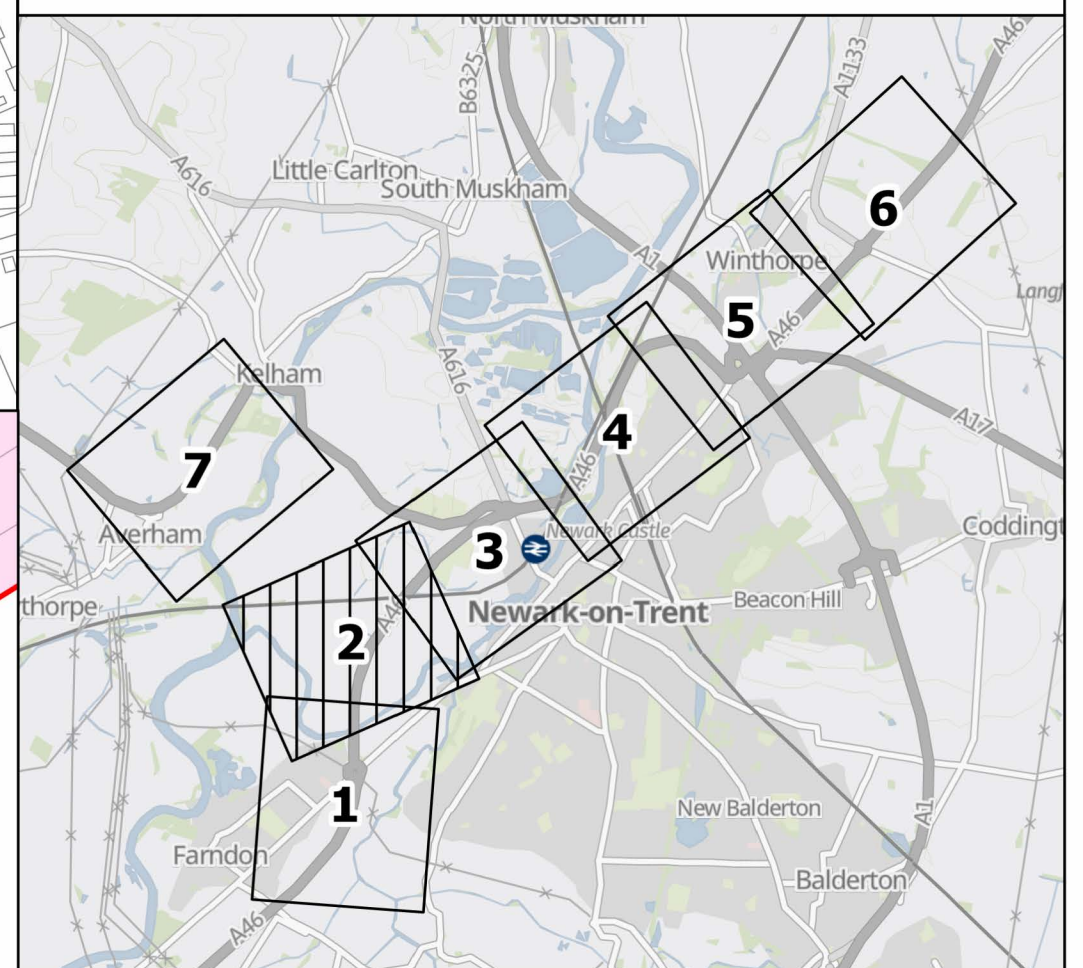 North Muskham
A46
A1133
B6325
A616
Little Carlton
South Muskham
6
A1
Winthorpe
Langf
5
A46
Kelham
A616
4
A17
7
A46
Averham
Newark Castle
Coddingt
3
thorpe
A46
Newark-on-Trent
Beacon Hill
2
1
New Balderton
A1
Farndon
Balderton
A46